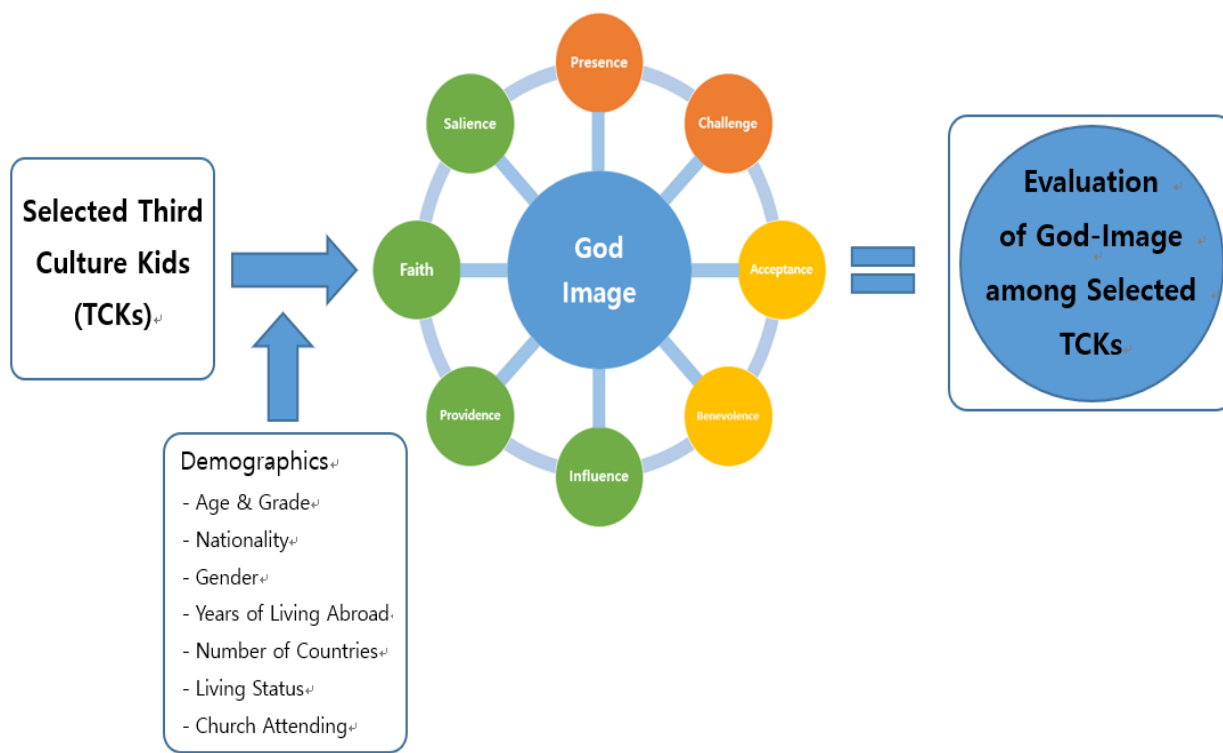 Selected Third
Culture Kids
(TCKs)
Demographics
- Age & Grade
- Nationality
- Gender
- Years of Living Abroad
- Number of Countries
- Living Status
- Church Attending
Presence
Challenge
Acceptance
Benevolence
Influence
Providence
Faith
Salience
God
Image
Evaluation
of God-Image
among Selected
TCKs